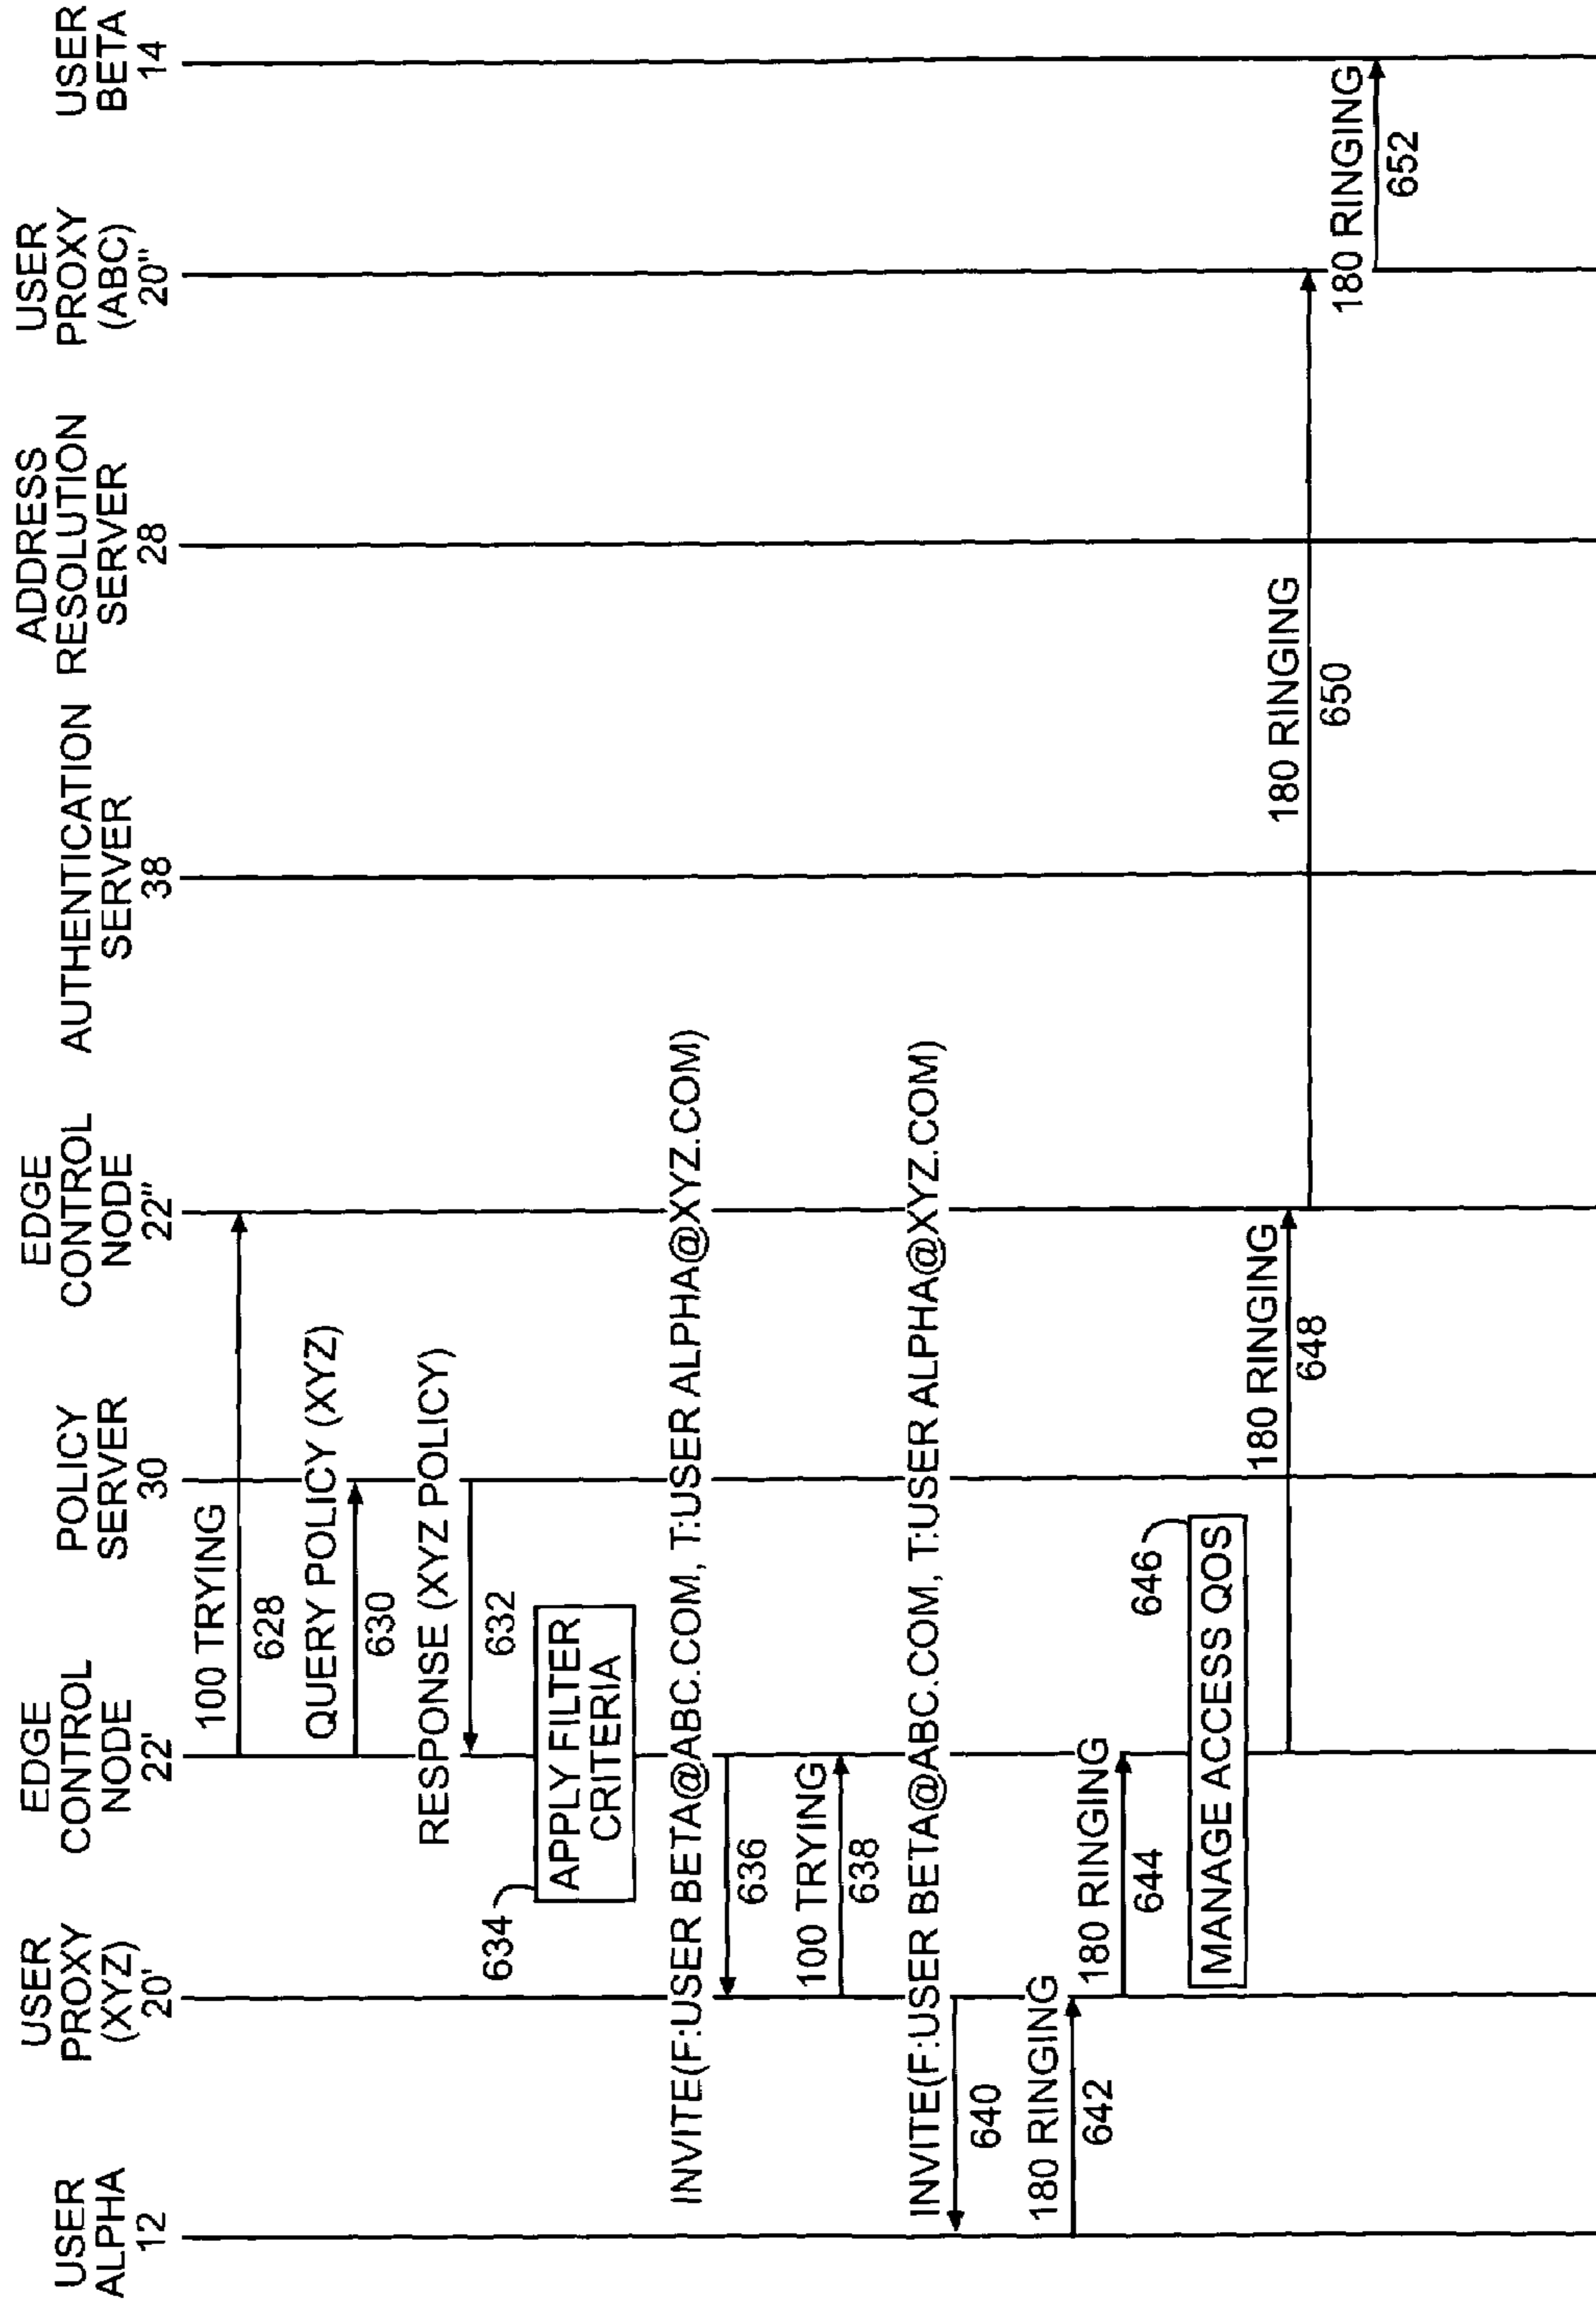 USER
ALPHA
12
USER
PROXY
(XYZ)
20'
EDGE
CONTROL
NODE
22'
POLICY
SERVER
30
EDGE
CONTROL
NODE
22"
AUTHENTICATION
SERVER
38
ADDRESS
RESOLUTION
SERVER
28
USER
PROXY
(ABC)
20"
USER
BETA
14
100 TRYING
628
QUERY POLICY (XYZ)
630
RESPONSE (XYZ POLICY)
632
634
APPLY FILTER
CRITERIA
INVITE(F:USER BETA@ABC.COM, T:USER ALPHA@XYZ.COM)
636
100 TRYING
638
INVITE(F:USER BETA@ABC.COM, T:USER ALPHA@XYZ.COM)
640
180 RINGING
642
180 RINGING
644
646
MANAGE ACCESS QOS
180 RINGING
648
180 RINGING
650
180 RINGING
652